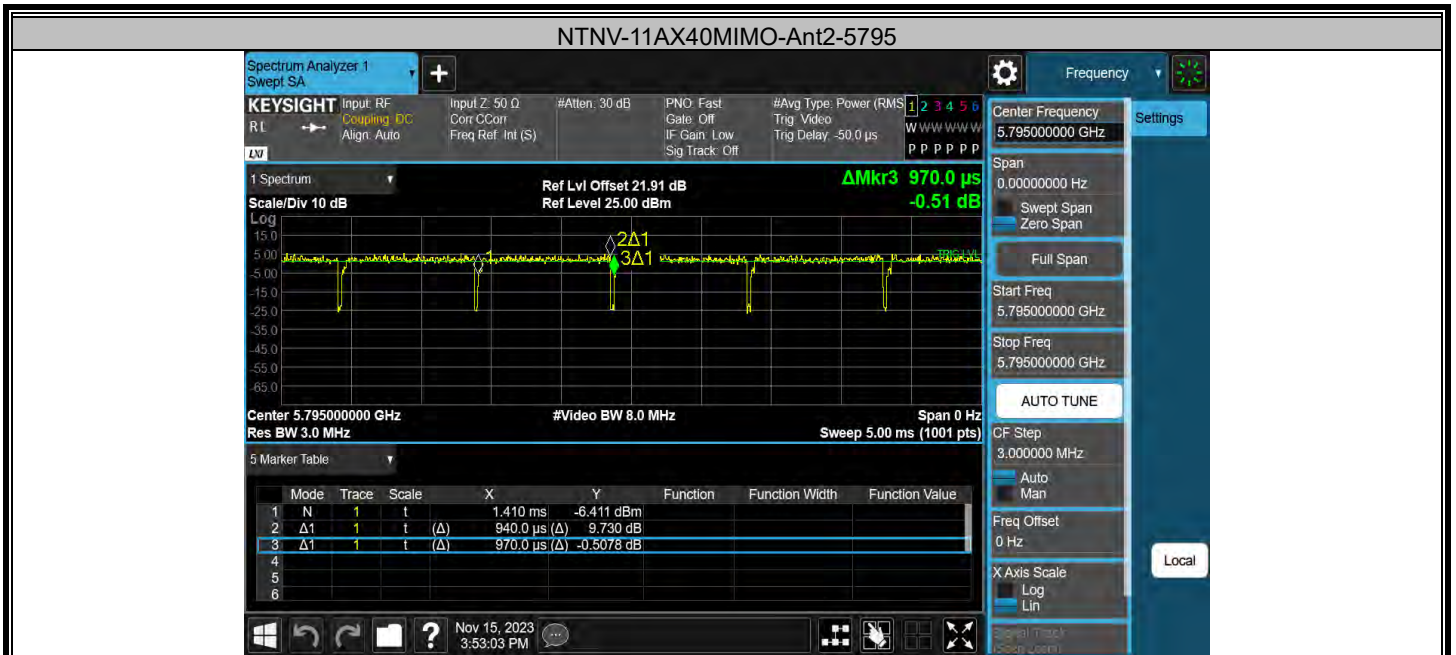 NTNV-11AX40MIMO-Ant2-5795
Spectrum Analyzer 1
Swept SA
+
Frequency
KEYSIGHT
RL
LXI
Input: RF
Coupling: DC
Align: Auto
Input Z: 50 Ω
Corr CCorr
Freq Ref: Int (S)
#Atten: 30 dB
PNO: Fast
Gate: Off
IF Gain: Low
Sig Track: Off
#Avg Type: Power (RMS
Trig: Video
Trig Delay: -50.0 µs
1 2 3 4 5 6
W W W W W W
P P P P P P
1 Spectrum
Scale/Div 10 dB
Ref Lvl Offset 21.91 dB
Ref Level 25.00 dBm
ΔMkr3 970.0 µs
-0.51 dB
Log
15.0
5.00
-5.00
-15.0
-25.0
-35.0
-45.0
-55.0
-65.0
1
2Δ1
3Δ1
TRIG LVL
Center 5.795000000 GHz
Res BW 3.0 MHz
#Video BW 8.0 MHz
Span 0 Hz
Sweep 5.00 ms (1001 pts)
5 Marker Table
Mode Trace Scale X Y Function Function Width Function Value
1 N 1 t 1.410 ms -6.411 dBm
2 Δ1 1 t (Δ) 940.0 µs (Δ) 9.730 dB
3 Δ1 1 t (Δ) 970.0 µs (Δ) -0.5078 dB
4
5
6
?
Nov 15, 2023
3:53:03 PM
Center Frequency
5.795000000 GHz
Settings
Span
0.00000000 Hz
Swept Span
Zero Span
Full Span
Start Freq
5.795000000 GHz
Stop Freq
5.795000000 GHz
AUTO TUNE
CF Step
3.000000 MHz
Auto
Man
Freq Offset
0 Hz
X Axis Scale
Log
Lin
Signal Track
(Span Zoom)
Local